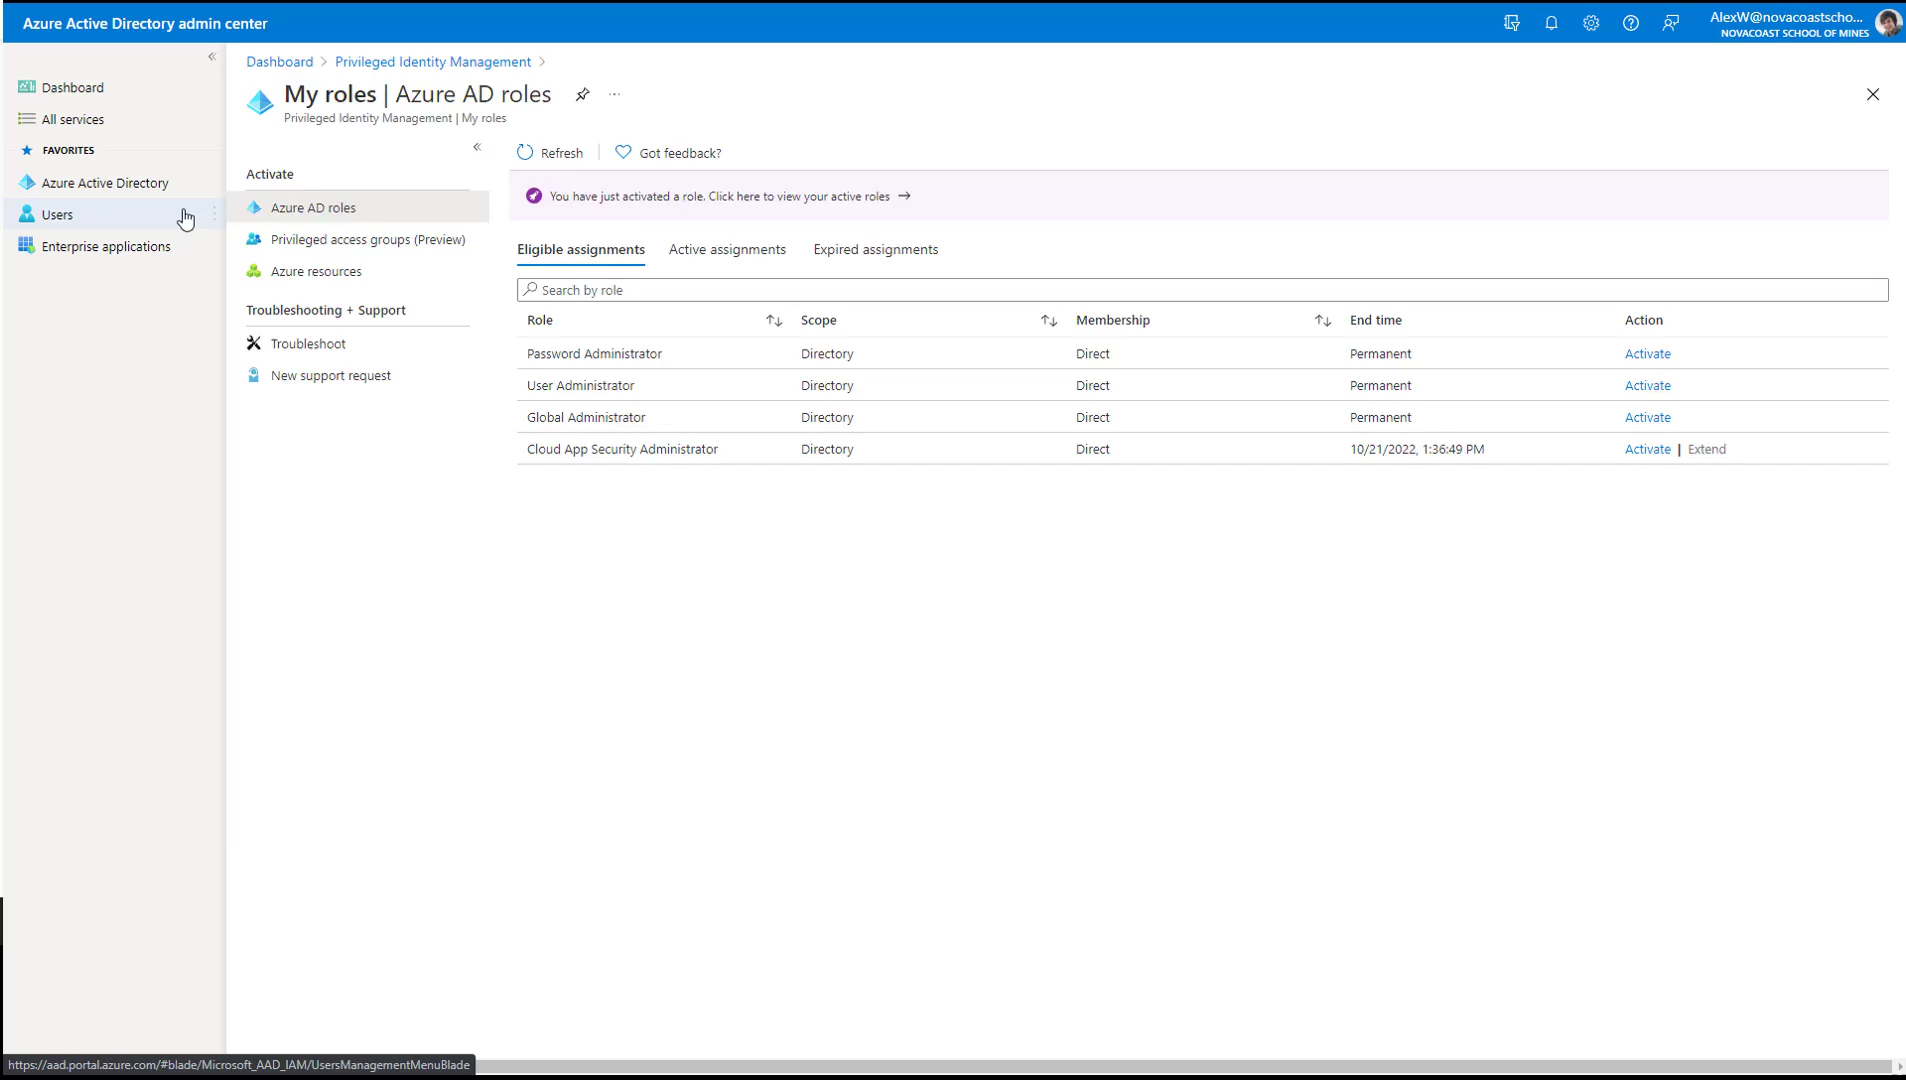 Azure Active Directory admin center
AlexW@novacoastscho...
NOVACOAST SCHOOL OF MINES
Dashboard
All services
FAVORITES
Azure Active Directory
Users
Enterprise applications
Dashboard > Privileged Identity Management >
My roles | Azure AD roles
Privileged Identity Management | My roles
Activate
Azure AD roles
Privileged access groups (Preview)
Azure resources
Troubleshooting + Support
Troubleshoot
New support request
Refresh
Got feedback?
You have just activated a role. Click here to view your active roles →
Eligible assignments Active assignments Expired assignments
Search by role
Role Scope Membership End time Action
Password Administrator Directory Direct Permanent Activate
User Administrator Directory Direct Permanent Activate
Global Administrator Directory Direct Permanent Activate
Cloud App Security Administrator Directory Direct 10/21/2022, 1:36:49 PM Activate | Extend
https://aad.portal.azure.com/#blade/Microsoft_AAD_IAM/UsersManagementMenuBlade